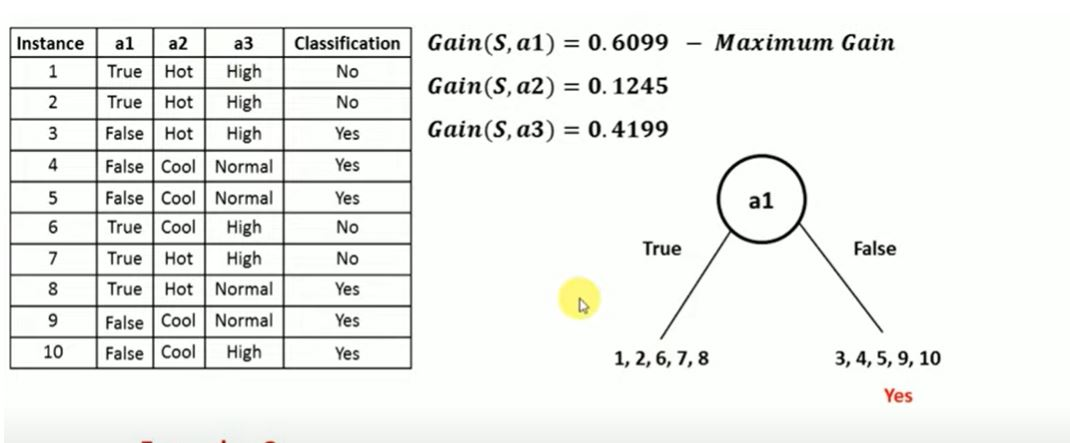 Instance a1 a2 a3 Classification
1 True Hot High No
2 True Hot High No
3 False Hot High Yes
4 False Cool Normal Yes
5 False Cool Normal Yes
6 True Cool High No
7 True Hot High No
8 True Hot Normal Yes
9 False Cool Normal Yes
10 False Cool High Yes
Gain(S, a1) = 0.6099 − Maximum Gain
Gain(S, a2) = 0.1245
Gain(S, a3) = 0.4199
a1
True False
1, 2, 6, 7, 8 3, 4, 5, 9, 10
Yes